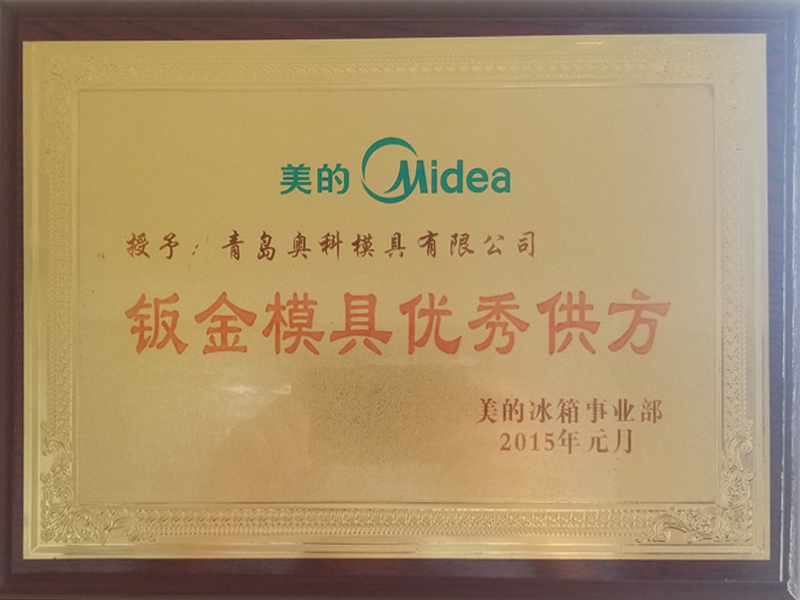 美的 Midea
授予：青岛奥科模具有限公司
钣金模具优秀供方
美的冰箱事业部
2015年元月